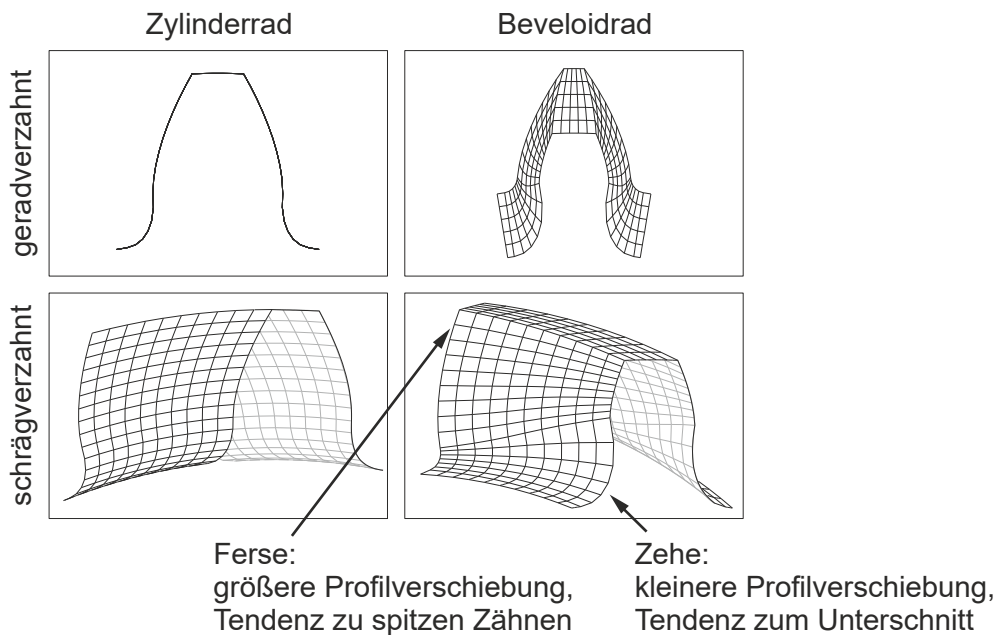 Zylinderrad
Beveloidrad
geradverzahnt
schrägverzahnt
Ferse:
größere Profilverschiebung,
Tendenz zu spitzen Zähnen
Zehe:
kleinere Profilverschiebung,
Tendenz zum Unterschnitt